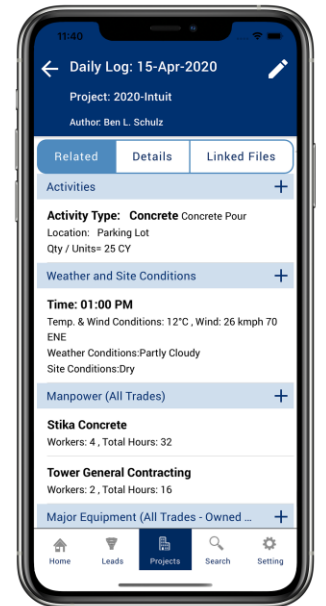 11:40
Daily Log: 15-Apr-2020
Project: 2020-Intuit
Author: Ben L. Schulz
Related Details Linked Files
Activities +
Activity Type: Concrete Concrete Pour
Location: Parking Lot
Qty / Units= 25 CY
Weather and Site Conditions +
Time: 01:00 PM
Temp. & Wind Conditions: 12°C , Wind: 26 kmph 70
ENE
Weather Conditions:Partly Cloudy
Site Conditions:Dry
Manpower (All Trades) +
Stika Concrete
Workers: 4 , Total Hours: 32
Tower General Contracting
Workers: 2 , Total Hours: 16
Major Equipment (All Trades - Owned ... +
Home Leads Projects Search Setting